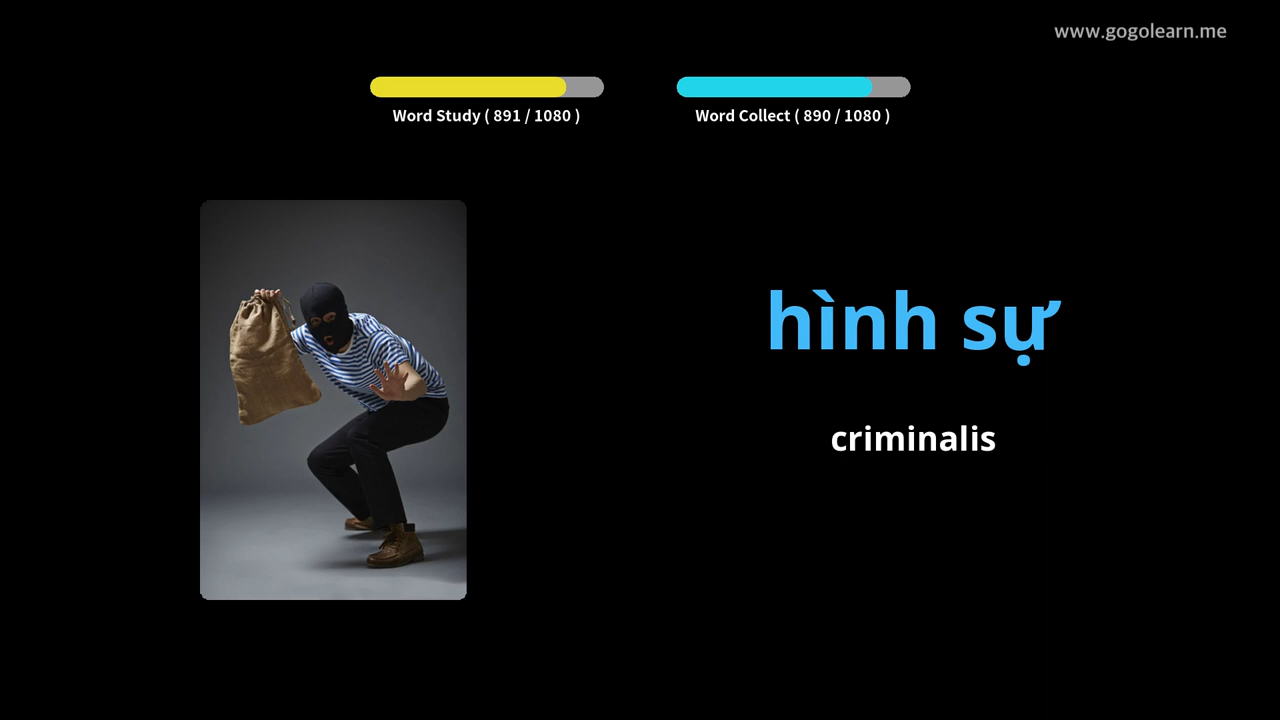 www.gogolearn.me
Word Study ( 891 / 1080 )
Word Collect ( 890 / 1080 )
hình sự
criminalis